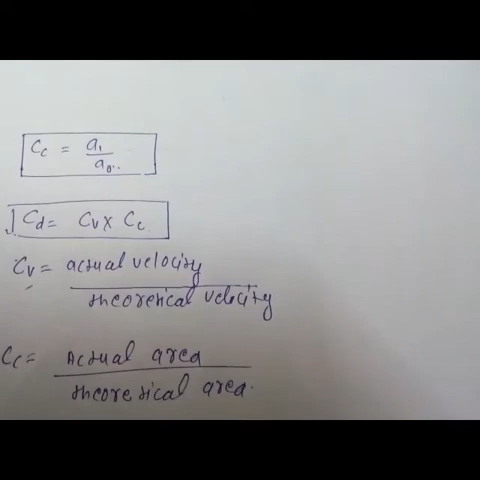 Cc = a1/a0..
Cd = Cv x Cc
Cv = actual velocity
theoretical velocity
Cc = Actual area
theoretical area.